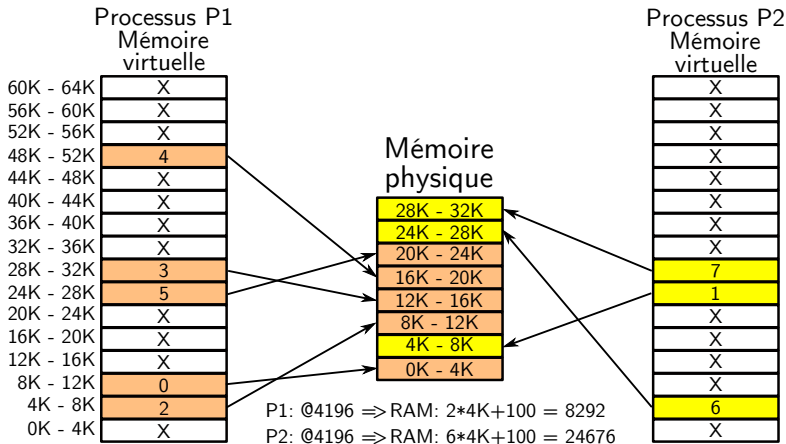 Processus P1
Mémoire
virtuelle
60K - 64K X
56K - 60K X
52K - 56K X
48K - 52K 4
44K - 48K X
40K - 44K X
36K - 40K X
32K - 36K X
28K - 32K 3
24K - 28K 5
20K - 24K X
16K - 20K X
12K - 16K X
8K - 12K 0
4K - 8K 2
0K - 4K X
Mémoire
physique
28K - 32K
24K - 28K
20K - 24K
16K - 20K
12K - 16K
8K - 12K
4K - 8K
0K - 4K
P1: @4196 => RAM: 2*4K+100 = 8292
P2: @4196 => RAM: 6*4K+100 = 24676
Processus P2
Mémoire
virtuelle
X
X
X
X
X
X
X
X
7
1
X
X
X
X
6
X